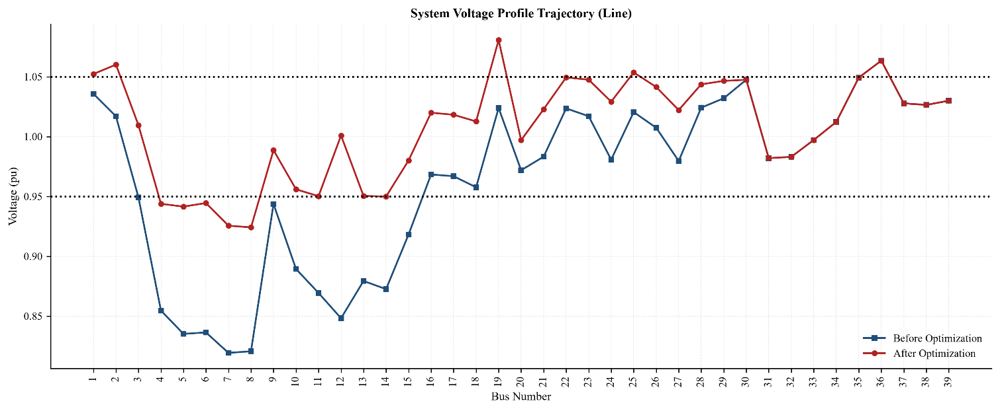 System Voltage Profile Trajectory (Line)
Voltage (pu)
1.05
1.00
0.95
0.90
0.85
Before Optimization
After Optimization
1 2 3 4 5 6 7 8 9 10 11 12 13 14 15 16 17 18 19 20 21 22 23 24 25 26 27 28 29 30 31 32 33 34 35 36 37 38 39
Bus Number